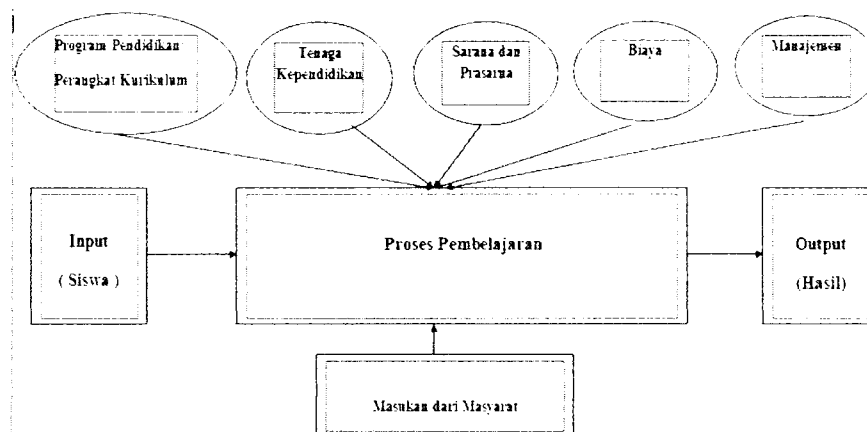 Program Pendidikan
Perangkat Kurikulum
Tenaga
Kependidikan
Sarana dan
Prasarna
Biaya
Manajemen
Input
( Siswa )
Proses Pembelajaran
Output
(Hasil)
Masukan dari Masyarat